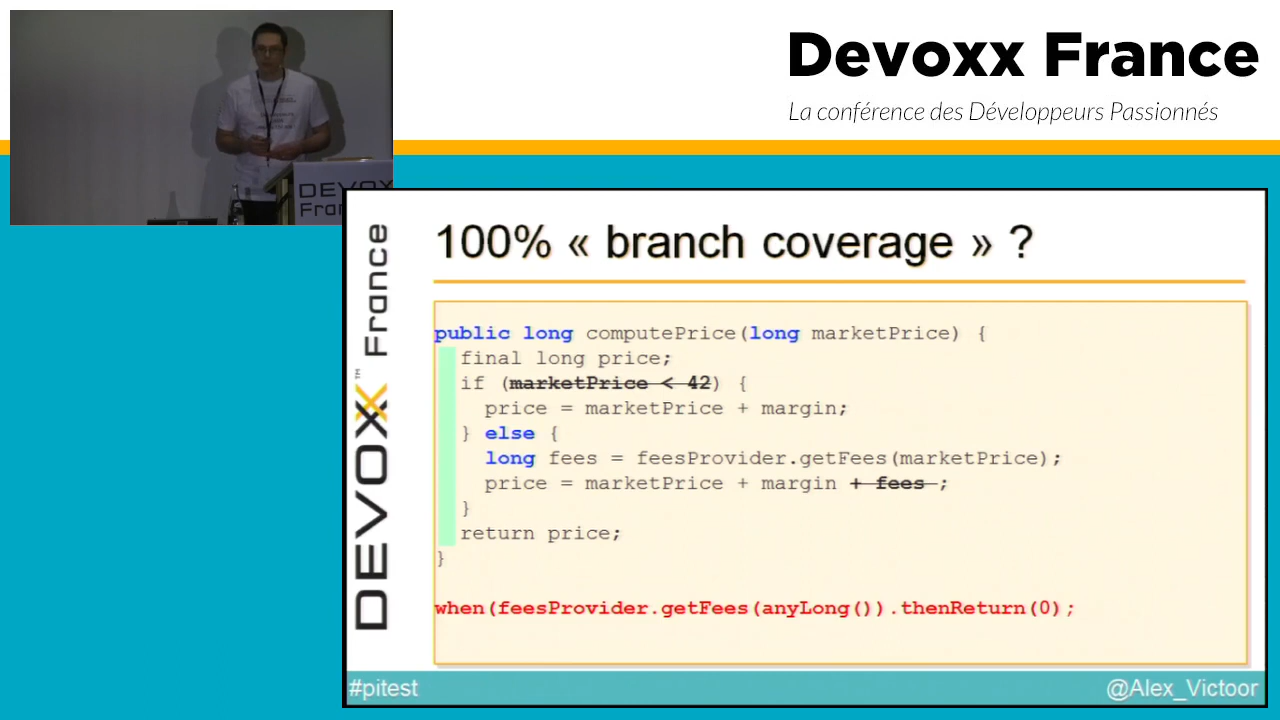 Devoxx France
La conférence des Développeurs Passionnés
DEVOXX
Fran
DEVOXX™ France
100% « branch coverage » ?
public long computePrice(long marketPrice) {
final long price;
if (marketPrice < 42) {
price = marketPrice + margin;
} else {
long fees = feesProvider.getFees(marketPrice);
price = marketPrice + margin + fees ;
}
return price;
}
when(feesProvider.getFees(anyLong()).thenReturn(0);
#pitest
@Alex_Victoor